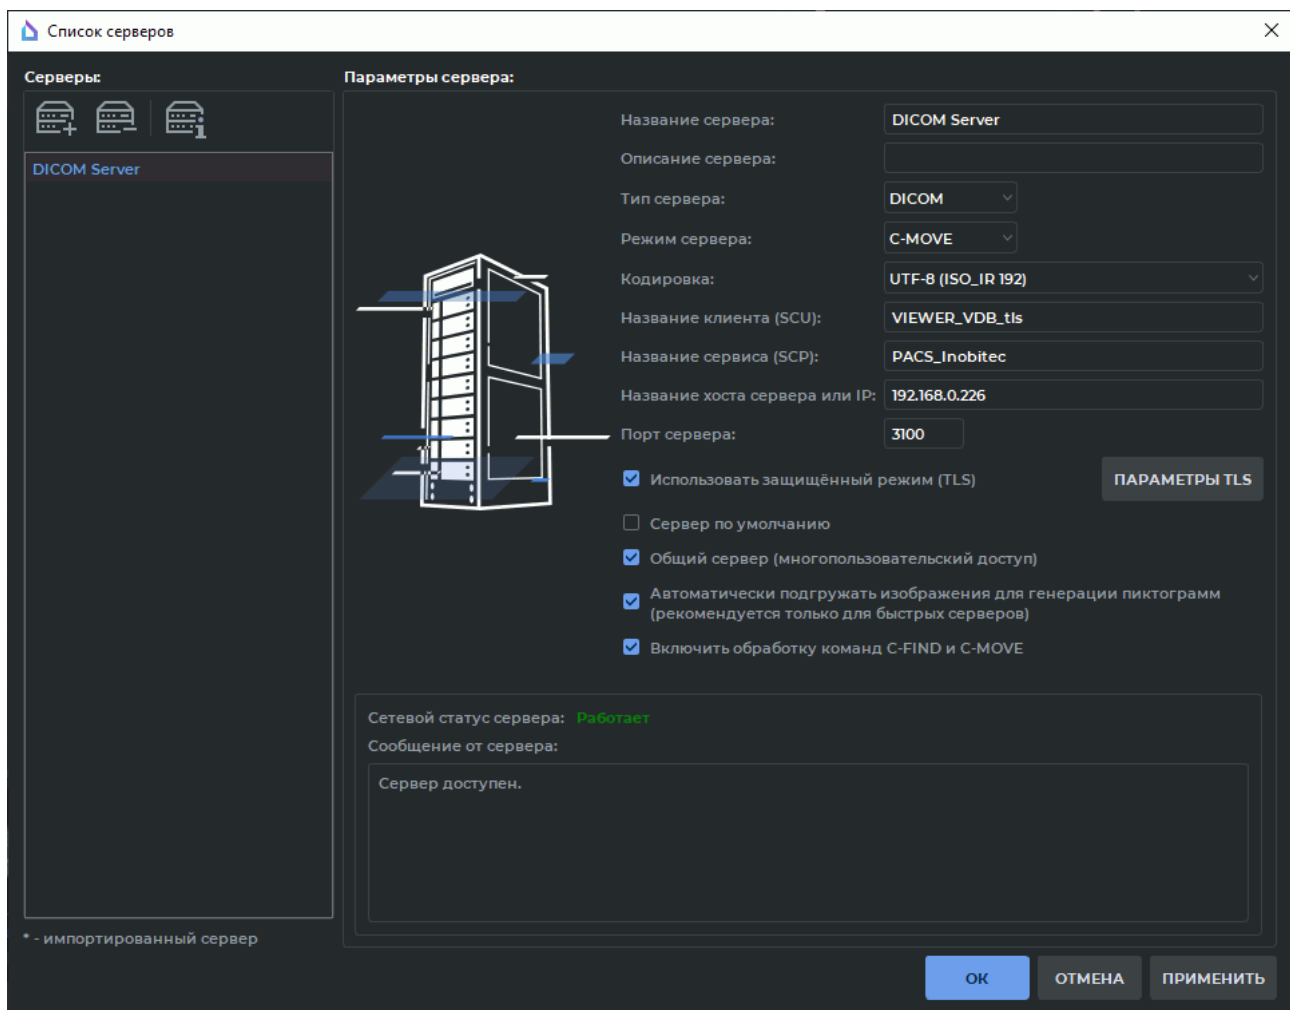 Список серверов
Серверы:
Параметры сервера:
DICOM Server
Название сервера: DICOM Server
Описание сервера:
Тип сервера: DICOM
Режим сервера: C-MOVE
Кодировка: UTF-8 (ISO_IR 192)
Название клиента (SCU): VIEWER_VDB_tls
Название сервиса (SCP): PACS_Inobitec
Название хоста сервера или IP: 192.168.0.226
Порт сервера: 3100
Использовать защищённый режим (TLS) ПАРАМЕТРЫ TLS
Сервер по умолчанию
Общий сервер (многопользовательский доступ)
Автоматически подгружать изображения для генерации пиктограмм
(рекомендуется только для быстрых серверов)
Включить обработку команд C-FIND и C-MOVE
Сетевой статус сервера: Работает
Сообщение от сервера:
Сервер доступен.
* - импортированный сервер
ОК ОТМЕНА ПРИМЕНИТЬ